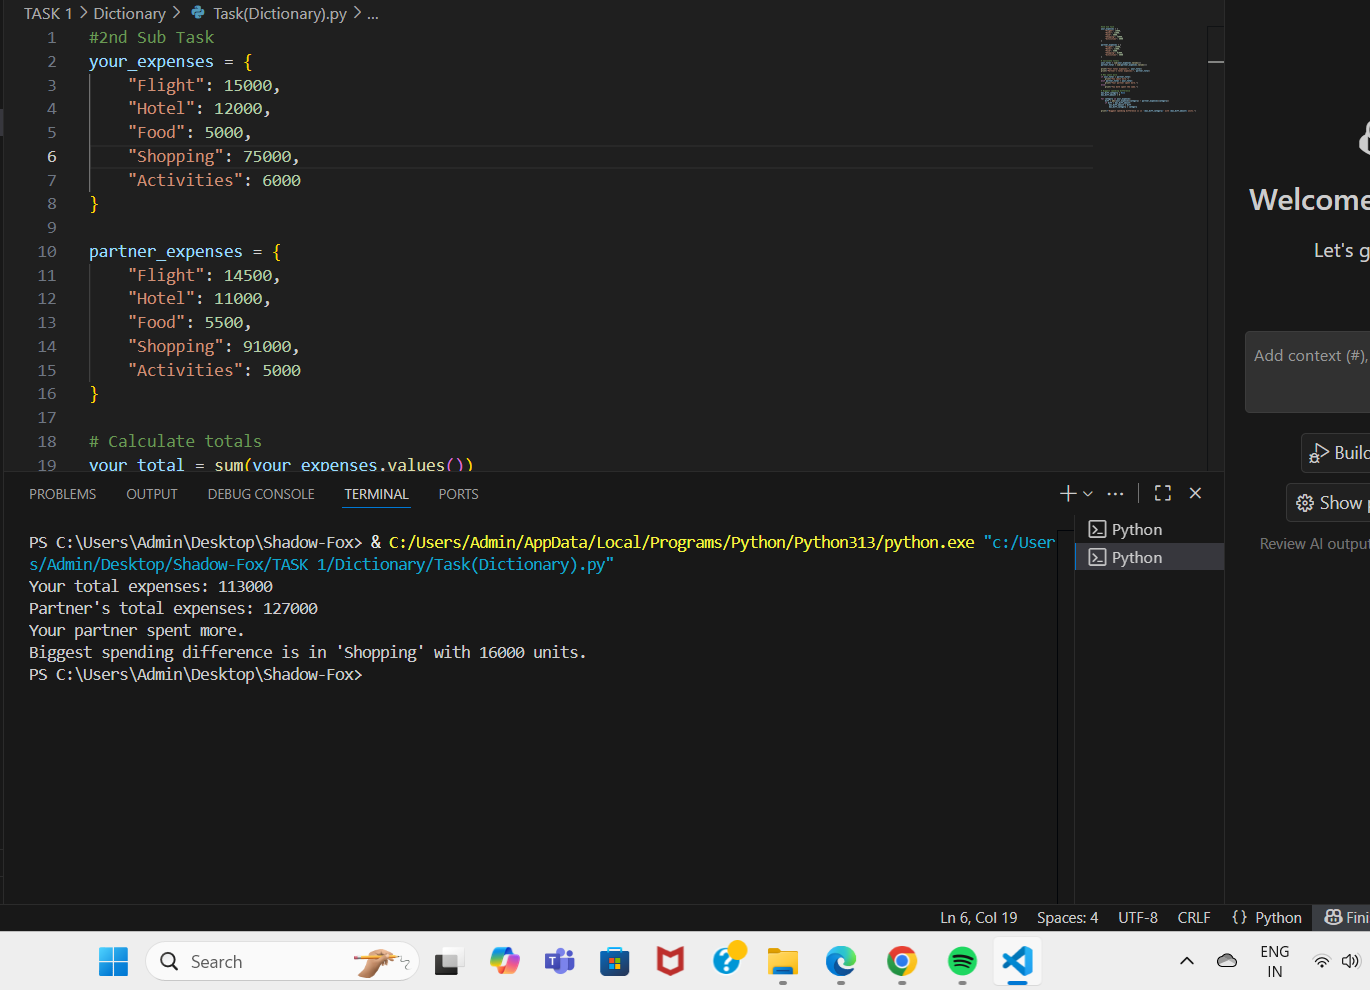 TASK 1 > Dictionary > Task(Dictionary).py > ...
1 #2nd Sub Task
2 your_expenses = {
3 "Flight": 15000,
4 "Hotel": 12000,
5 "Food": 5000,
6 "Shopping": 75000,
7 "Activities": 6000
8 }
9
10 partner_expenses = {
11 "Flight": 14500,
12 "Hotel": 11000,
13 "Food": 5500,
14 "Shopping": 91000,
15 "Activities": 5000
16 }
17
18 # Calculate totals
19 your_total = sum(your_expenses.values())
Welcome
Let's g
Add context (#),
Build
Show p
Review AI output
PROBLEMS OUTPUT DEBUG CONSOLE TERMINAL PORTS
Python
Python
PS C:\Users\Admin\Desktop\Shadow-Fox> & C:/Users/Admin/AppData/Local/Programs/Python/Python313/python.exe "c:/User
s/Admin/Desktop/Shadow-Fox/TASK 1/Dictionary/Task(Dictionary).py"
Your total expenses: 113000
Partner's total expenses: 127000
Your partner spent more.
Biggest spending difference is in 'Shopping' with 16000 units.
PS C:\Users\Admin\Desktop\Shadow-Fox>
Ln 6, Col 19 Spaces: 4 UTF-8 CRLF {} Python Fini
Search
ENG
IN